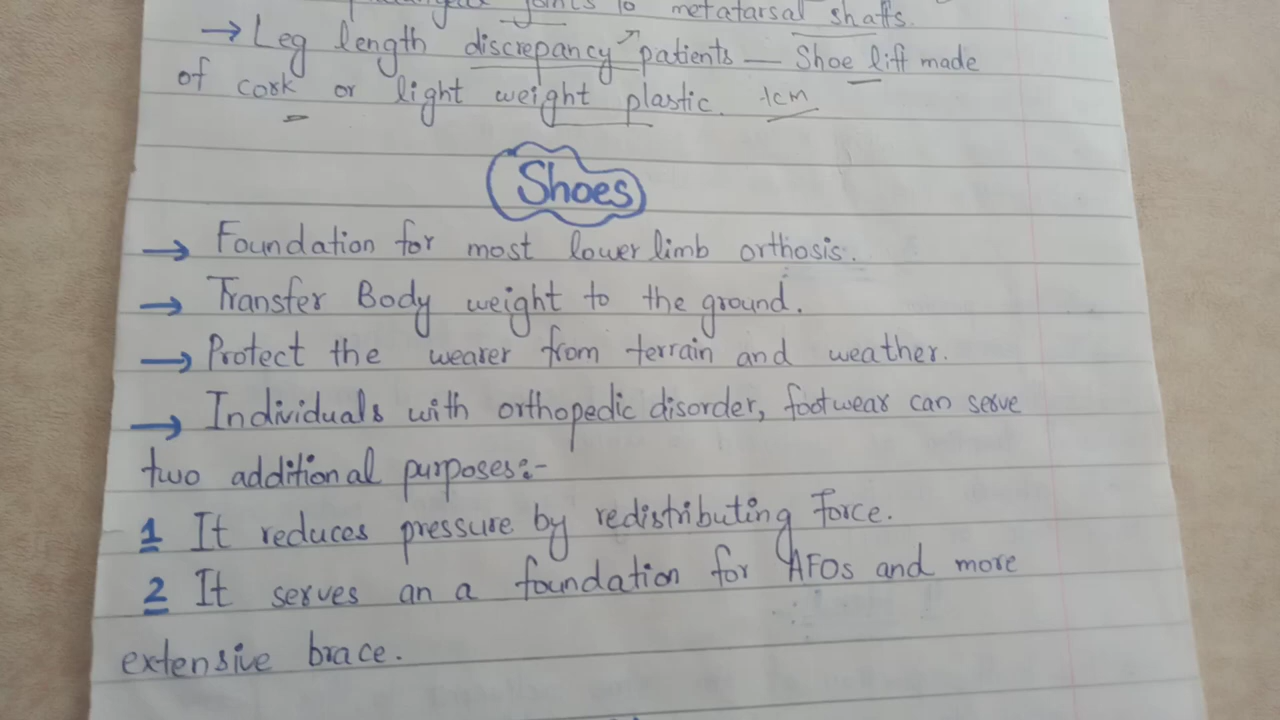 joints to metatarsal shafts.
→ Leg length discrepancy patients — Shoe lift made
of cork or light weight plastic. 1cm
Shoes
→ Foundation for most lower limb orthosis.
→ Transfer Body weight to the ground.
→ Protect the wearer from terrain and weather.
→ Individuals with orthopedic disorder, footwear can serve
two additional purposes:-
1 It reduces pressure by redistributing force.
2 It serves an a foundation for AFOs and more
extensive brace.